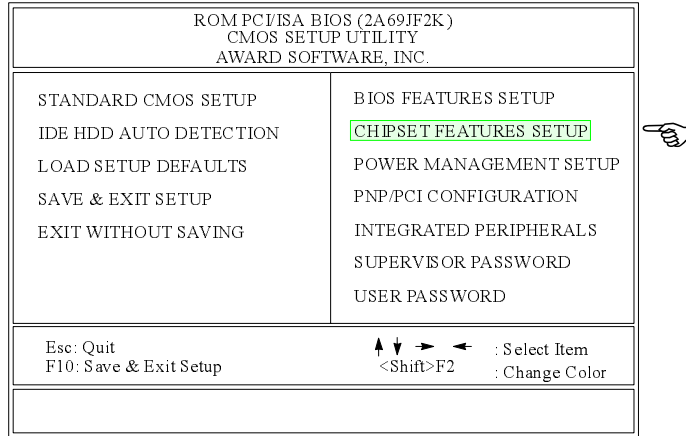 ROM PCI/ISA BIOS (2A69JF2K)
CMOS SETUP UTILITY
AWARD SOFTWARE, INC.
STANDARD CMOS SETUP
IDE HDD AUTO DETECTION
LOAD SETUP DEFAULTS
SAVE & EXIT SETUP
EXIT WITHOUT SAVING
BIOS FEATURES SETUP
CHIPSET FEATURES SETUP
POWER MANAGEMENT SETUP
PNP/PCI CONFIGURATION
INTEGRATED PERIPHERALS
SUPERVISOR PASSWORD
USER PASSWORD
Esc: Quit
F10: Save & Exit Setup
: Select Item
<Shift>F2 : Change Color